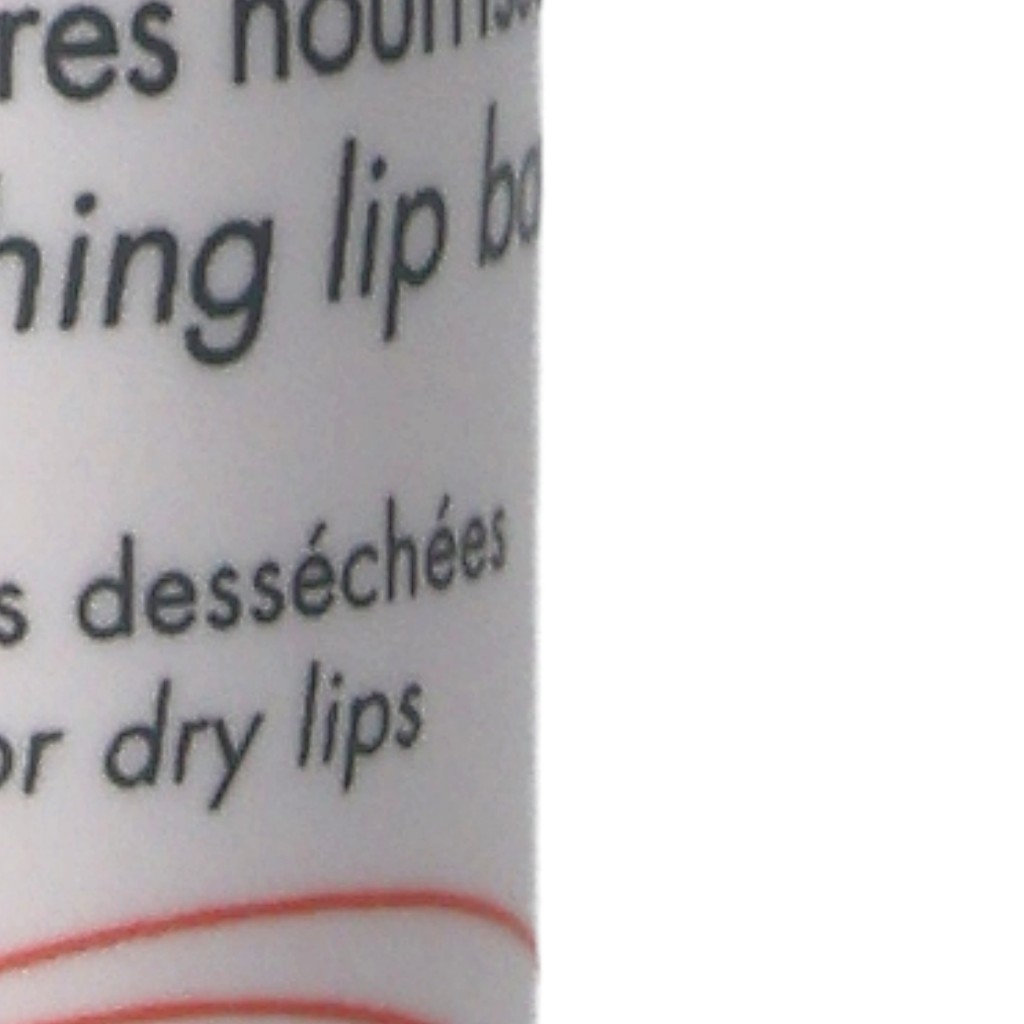 res nourris
hing lip ba
s desséchées
or dry lips